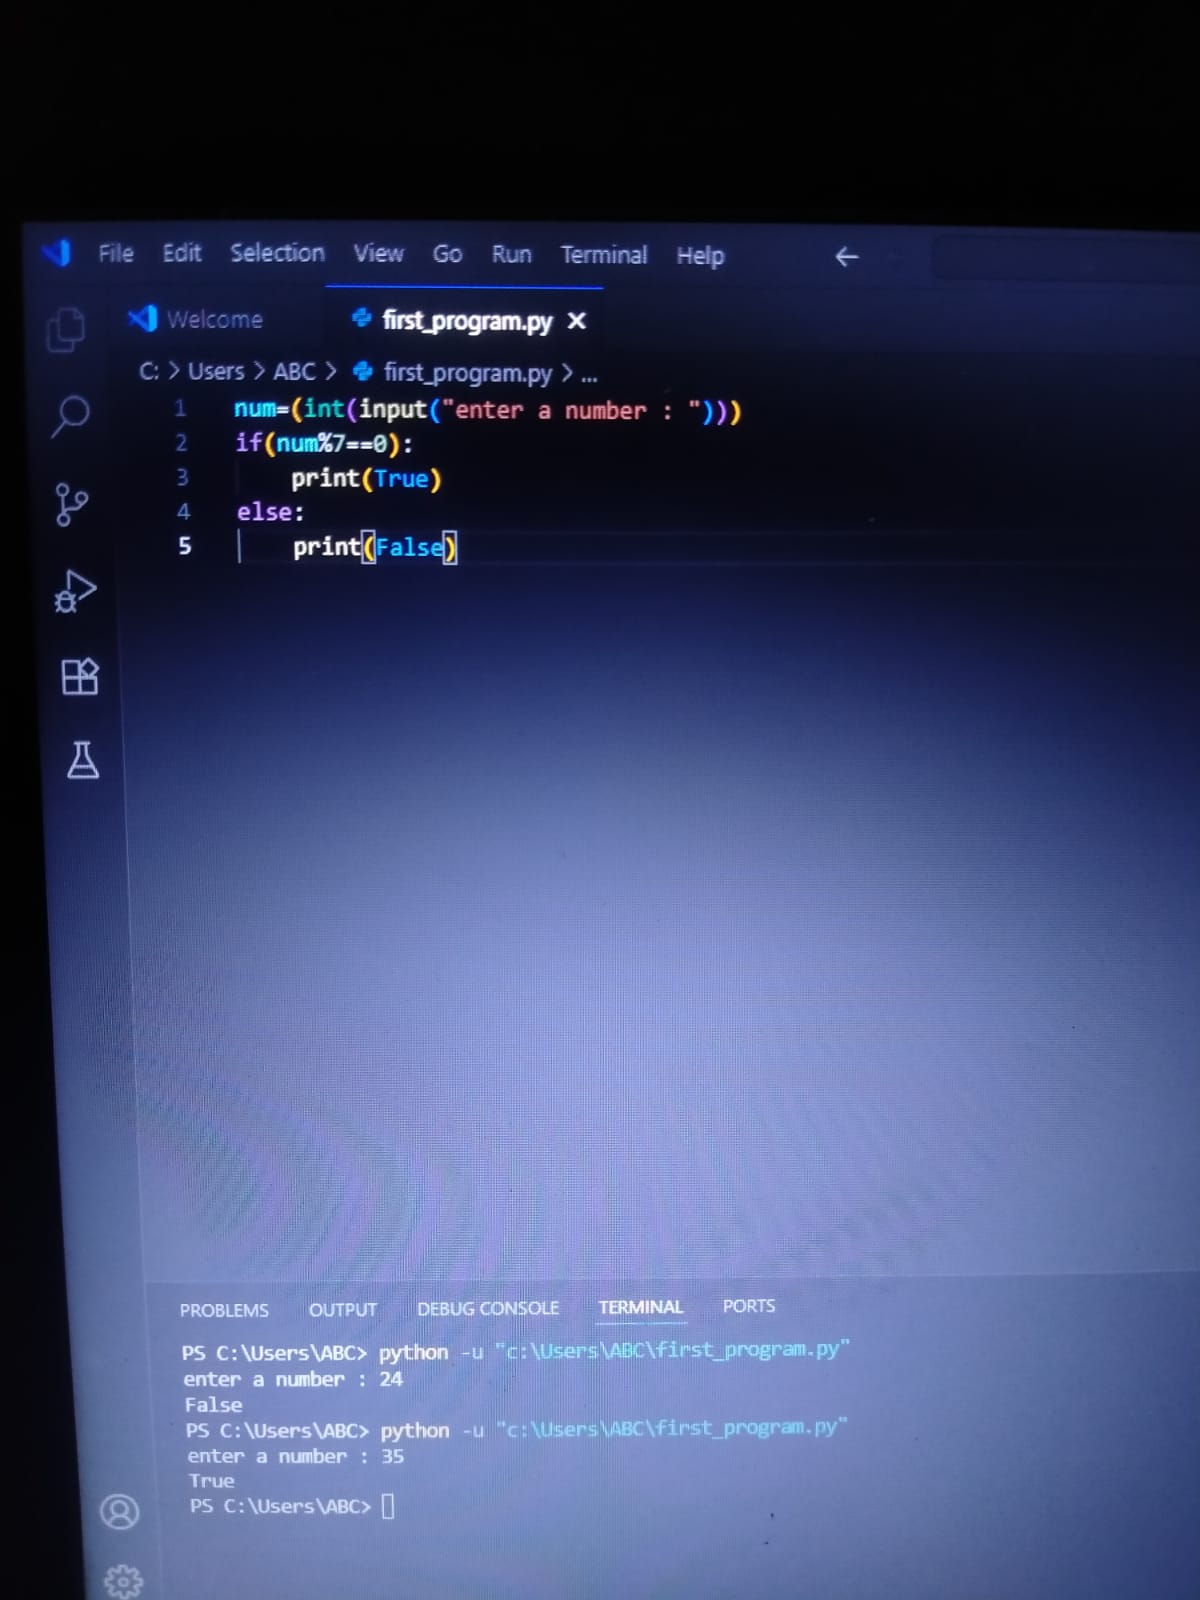 File Edit Selection View Go Run Terminal Help
Welcome first_program.py
C: > Users > ABC > first_program.py > ...
1 num=(int(input("enter a number : ")))
2 if(num%7==0):
3     print(True)
4 else:
5     print(False)
PROBLEMS OUTPUT DEBUG CONSOLE TERMINAL PORTS
PS C:\Users\ABC> python -u "c:\Users\ABC\first_program.py"
enter a number : 24
False
PS C:\Users\ABC> python -u "c:\Users\ABC\first_program.py"
enter a number : 35
True
PS C:\Users\ABC>